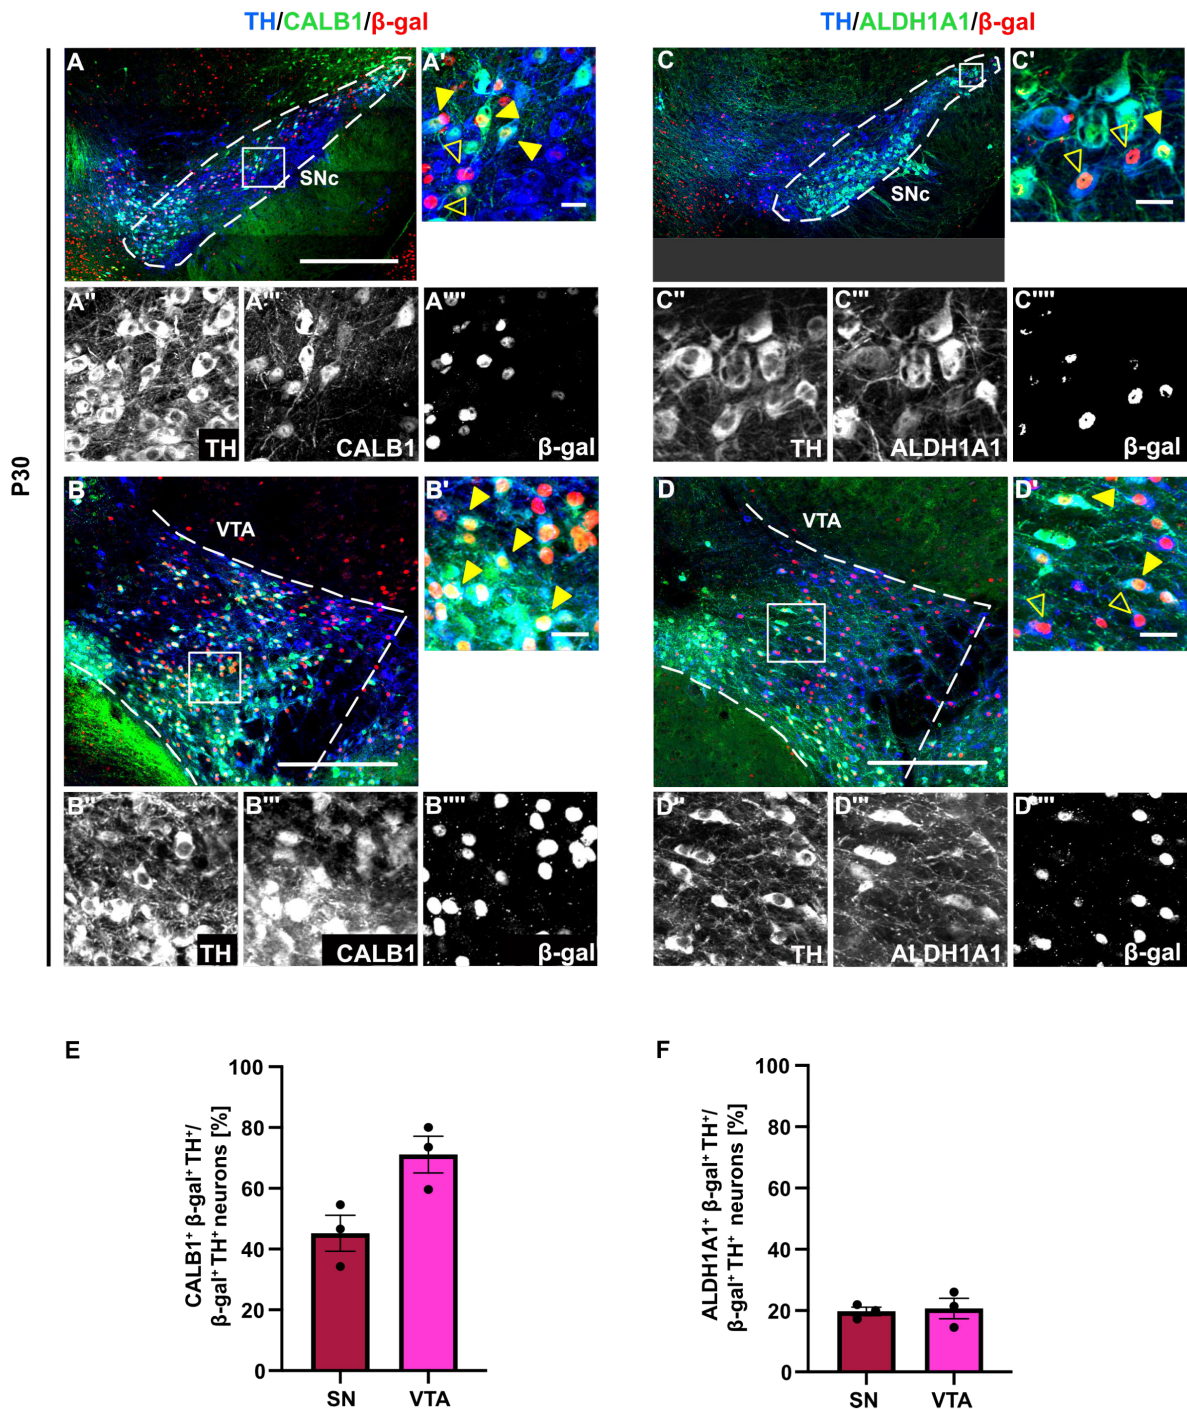 TH/CALB1/β-gal
TH/ALDH1A1/β-gal
P30
A
SNc
A'
C
SNc
C'
A''
TH
A'''
CALB1
A''''
β-gal
C''
TH
C'''
ALDH1A1
C''''
β-gal
B
VTA
B'
D
VTA
D'
B''
TH
B'''
CALB1
B''''
β-gal
D''
TH
D'''
ALDH1A1
D''''
β-gal
E
CALB1⁺ β-gal⁺ TH⁺/
β-gal⁺ TH⁺ neurons [%]
100
80
60
40
20
0
SN
VTA
F
ALDH1A1⁺ β-gal⁺ TH⁺/
β-gal⁺ TH⁺ neurons [%]
100
80
60
40
20
0
SN
VTA